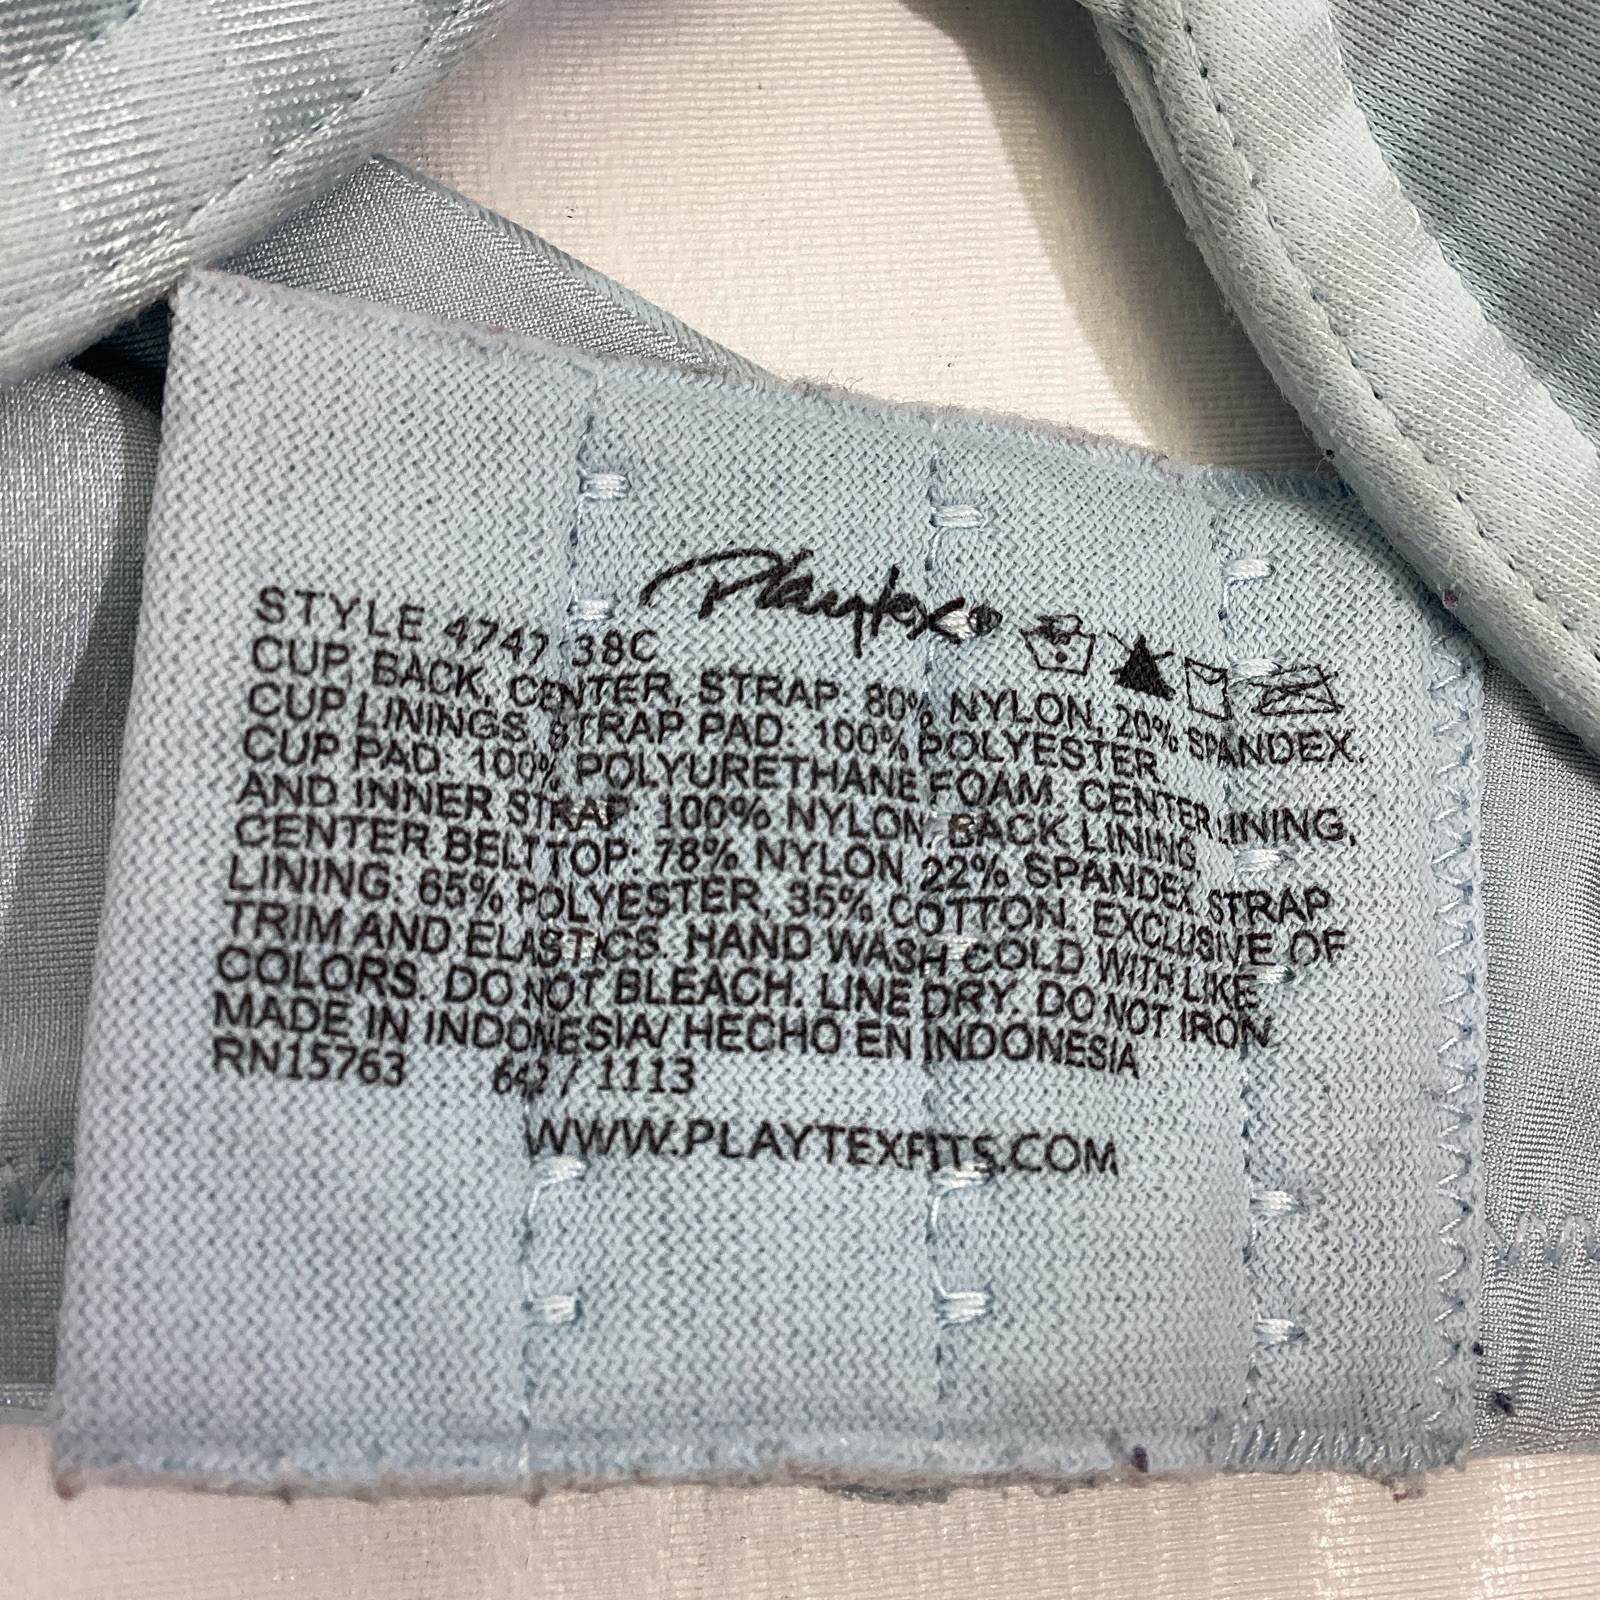 Playtex®
STYLE 4747 38C
CUP, BACK, CENTER, STRAP: 80% NYLON, 20% SPANDEX.
CUP LININGS, STRAP PAD: 100% POLYESTER.
CUP PAD: 100% POLYURETHANE FOAM. CENTER LINING,
AND INNER STRAP: 100% NYLON, BACK LINING,
CENTER BELT TOP: 78% NYLON, 22% SPANDEX. STRAP
LINING: 65% POLYESTER, 35% COTTON. EXCLUSIVE OF
TRIM AND ELASTICS. HAND WASH COLD WITH LIKE
COLORS. DO NOT BLEACH. LINE DRY. DO NOT IRON.
MADE IN INDONESIA/ HECHO EN INDONESIA
RN15763 642 / 1113
WWW.PLAYTEXFITS.COM